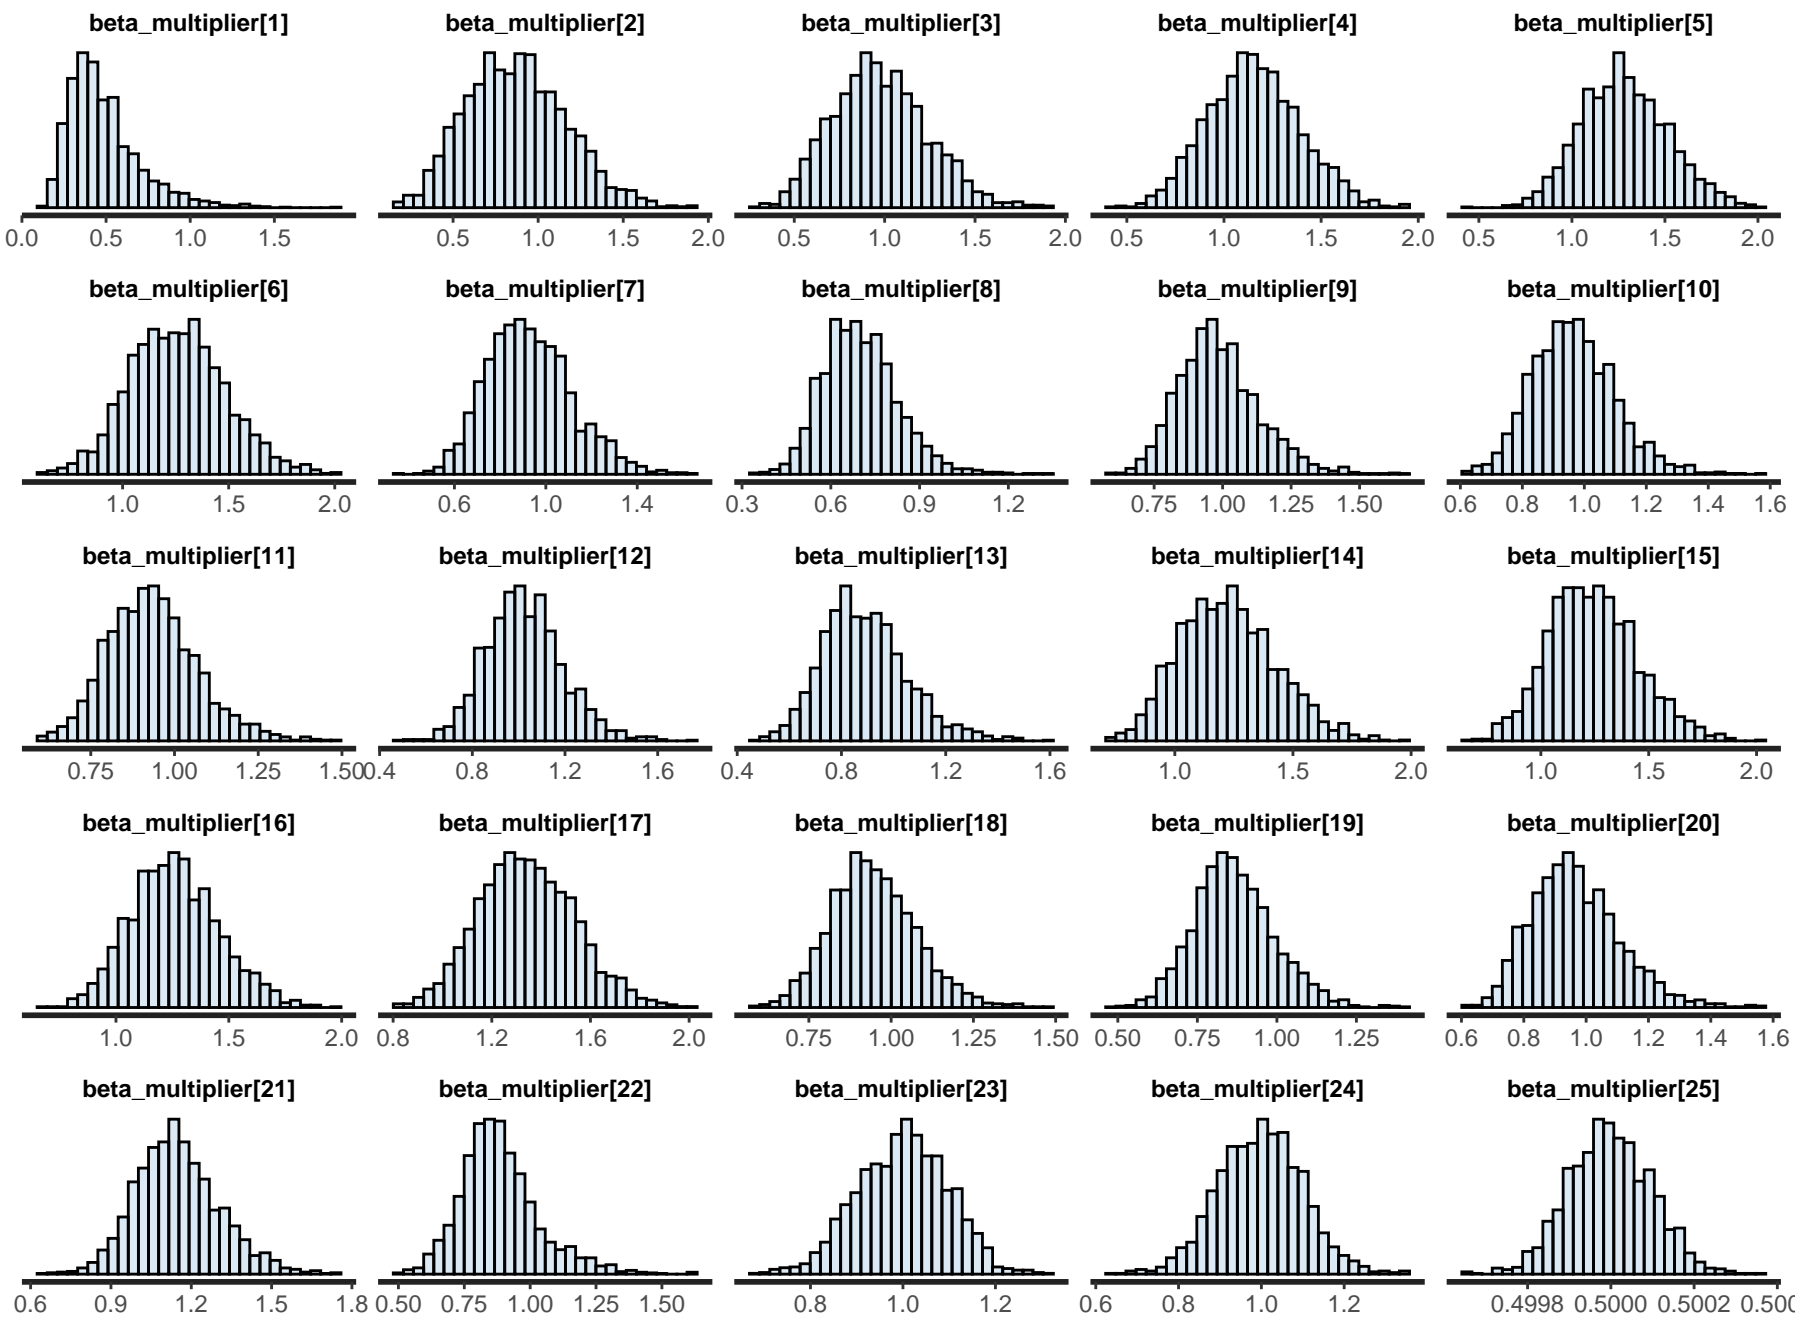 beta_multiplier[1] beta_multiplier[2] beta_multiplier[3] beta_multiplier[4] beta_multiplier[5]
0.0 0.5 1.0 1.5 0.5 1.0 1.5 2.0 0.5 1.0 1.5 2.0 0.5 1.0 1.5 2.0 0.5 1.0 1.5 2.0
beta_multiplier[6] beta_multiplier[7] beta_multiplier[8] beta_multiplier[9] beta_multiplier[10]
1.0 1.5 2.0 0.6 1.0 1.4 0.3 0.6 0.9 1.2 0.75 1.00 1.25 1.50 0.6 0.8 1.0 1.2 1.4 1.6
beta_multiplier[11] beta_multiplier[12] beta_multiplier[13] beta_multiplier[14] beta_multiplier[15]
0.75 1.00 1.25 1.50 0.4 0.8 1.2 1.6 0.4 0.8 1.2 1.6 1.0 1.5 2.0 1.0 1.5 2.0
beta_multiplier[16] beta_multiplier[17] beta_multiplier[18] beta_multiplier[19] beta_multiplier[20]
1.0 1.5 2.0 0.8 1.2 1.6 2.0 0.75 1.00 1.25 1.50 0.50 0.75 1.00 1.25 0.6 0.8 1.0 1.2 1.4 1.6
beta_multiplier[21] beta_multiplier[22] beta_multiplier[23] beta_multiplier[24] beta_multiplier[25]
0.6 0.9 1.2 1.5 1.8 0.50 0.75 1.00 1.25 1.50 0.8 1.0 1.2 0.6 0.8 1.0 1.2 0.4998 0.5000 0.5002